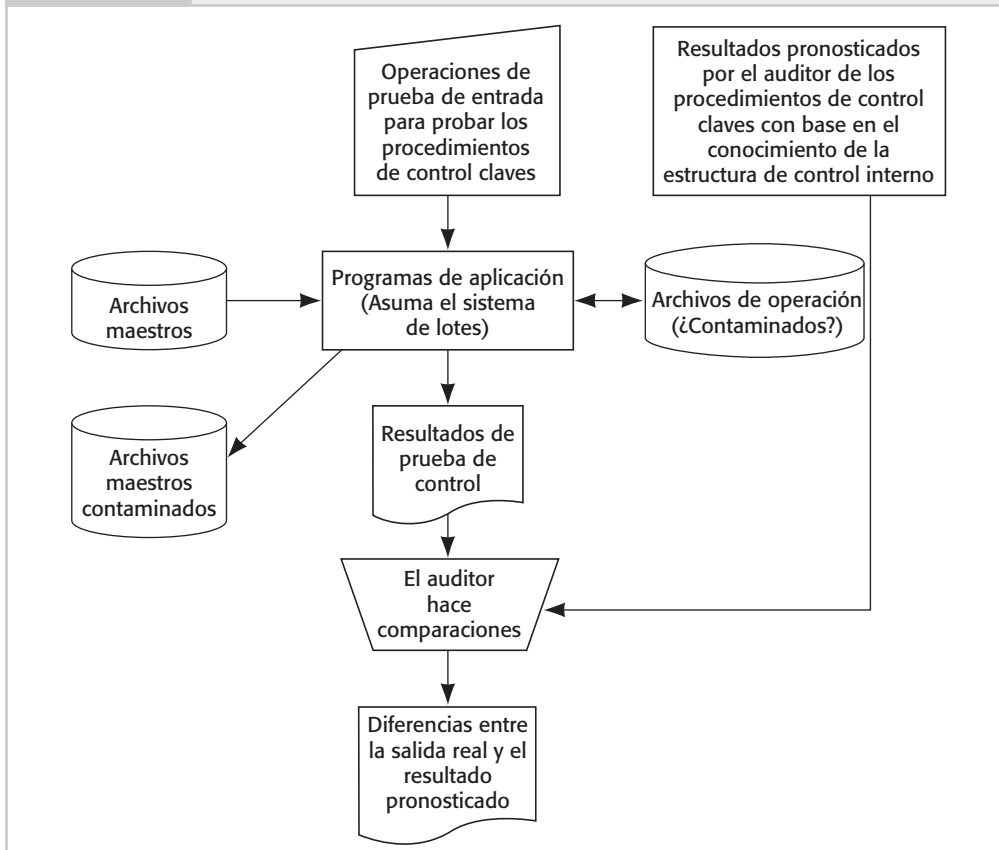 Operaciones de
prueba de entrada
para probar los
procedimientos
de control claves
Resultados pronosticados
por el auditor de los
procedimientos de control
claves con base en el
conocimiento de la
estructura de control interno
Archivos
maestros
Programas de aplicación
(Asuma el sistema
de lotes)
Archivos de operación
(¿Contaminados?)
Archivos
maestros
contaminados
Resultados de
prueba de
control
El auditor
hace
comparaciones
Diferencias entre
la salida real y el
resultado
pronosticado